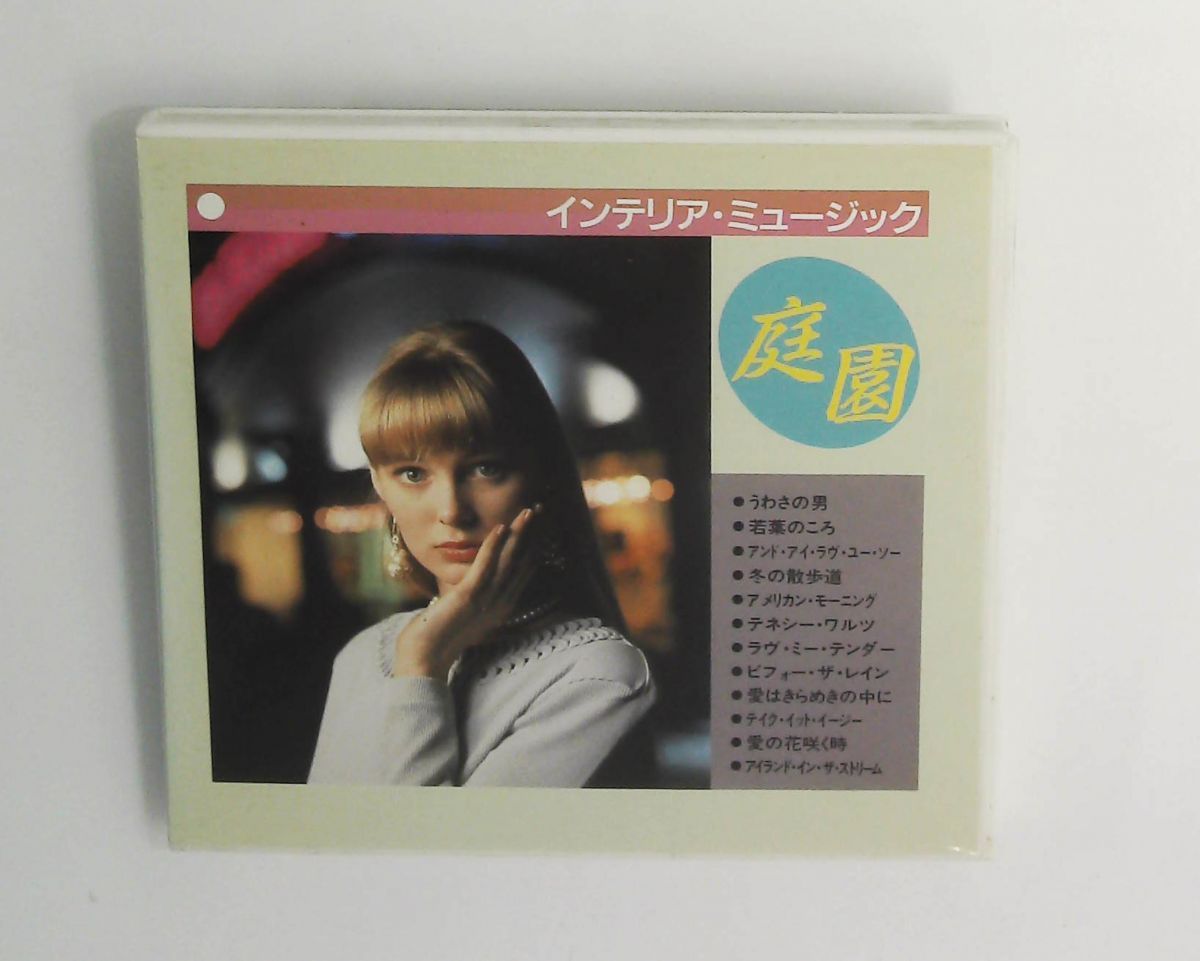 インテリア・ミュージック
庭園
●うわさの男
●若葉のころ
●アンド・アイ・ラヴ・ユー・ソー
●冬の散歩道
●アメリカン・モーニング
●テネシー・ワルツ
●ラヴ・ミー・テンダー
●ビフォー・ザ・レイン
●愛はきらめきの中に
●テイク・イット・イージー
●愛の花咲く時
●アイランド・イン・ザ・ストリーム